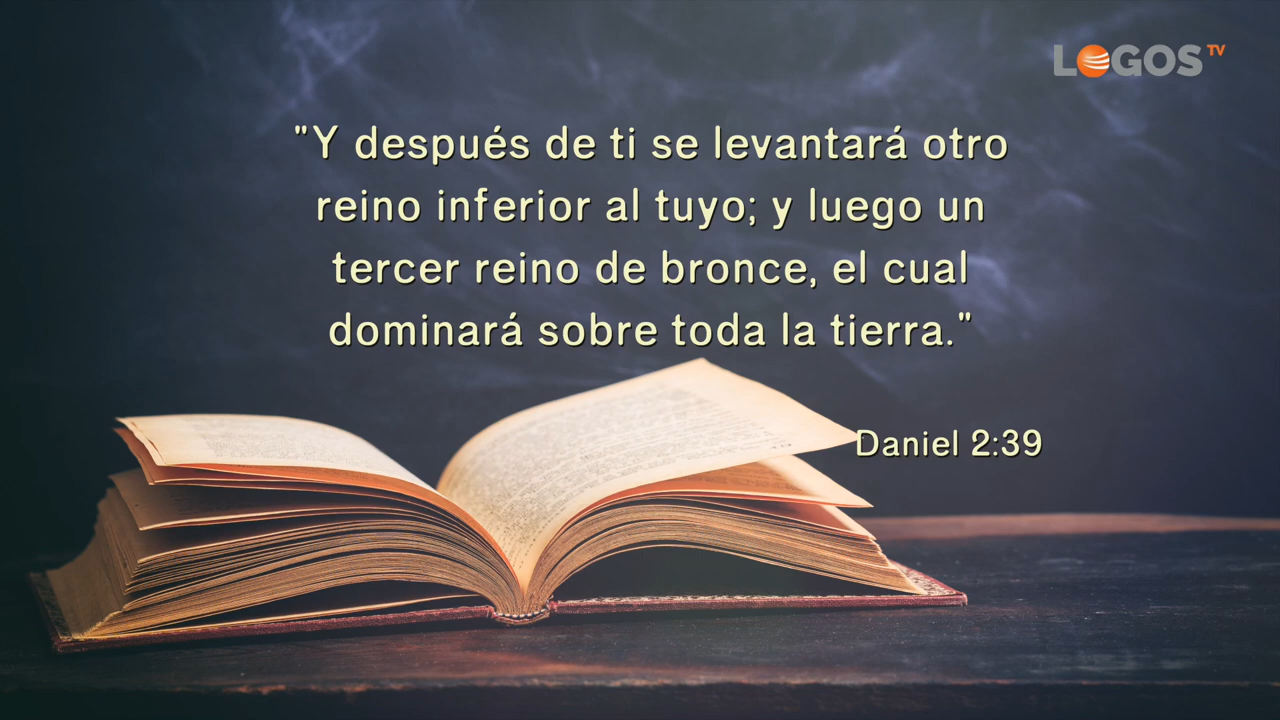 LOGOS TV
"Y después de ti se levantará otro
reino inferior al tuyo; y luego un
tercer reino de bronce, el cual
dominará sobre toda la tierra."
Daniel 2:39